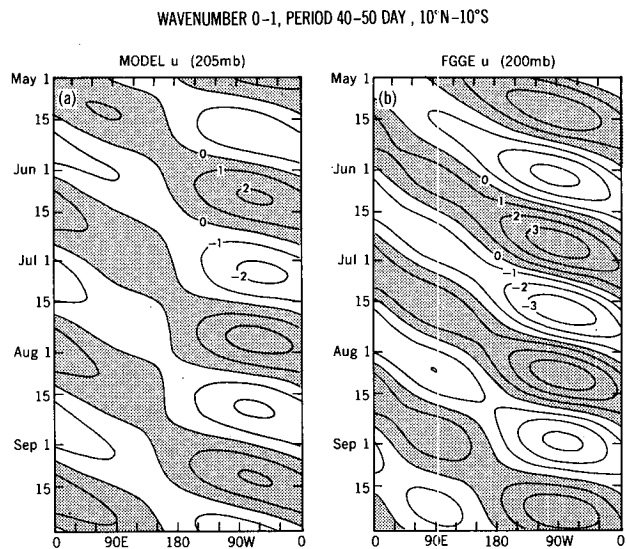 WAVENUMBER 0-1, PERIOD 40-50 DAY , 10°N-10°S
MODEL u (205mb)
FGGE u (200mb)
May 1
15
Jun 1
15
Jul 1
15
Aug 1
15
Sep 1
15
(a)
0
1
2
0
-1
-2
0
90E
180
90W
0
May 1
15
Jun 1
15
Jul 1
15
Aug 1
15
Sep 1
15
(b)
0
1
2
3
0
-1
-2
-3
0
90E
180
90W
0